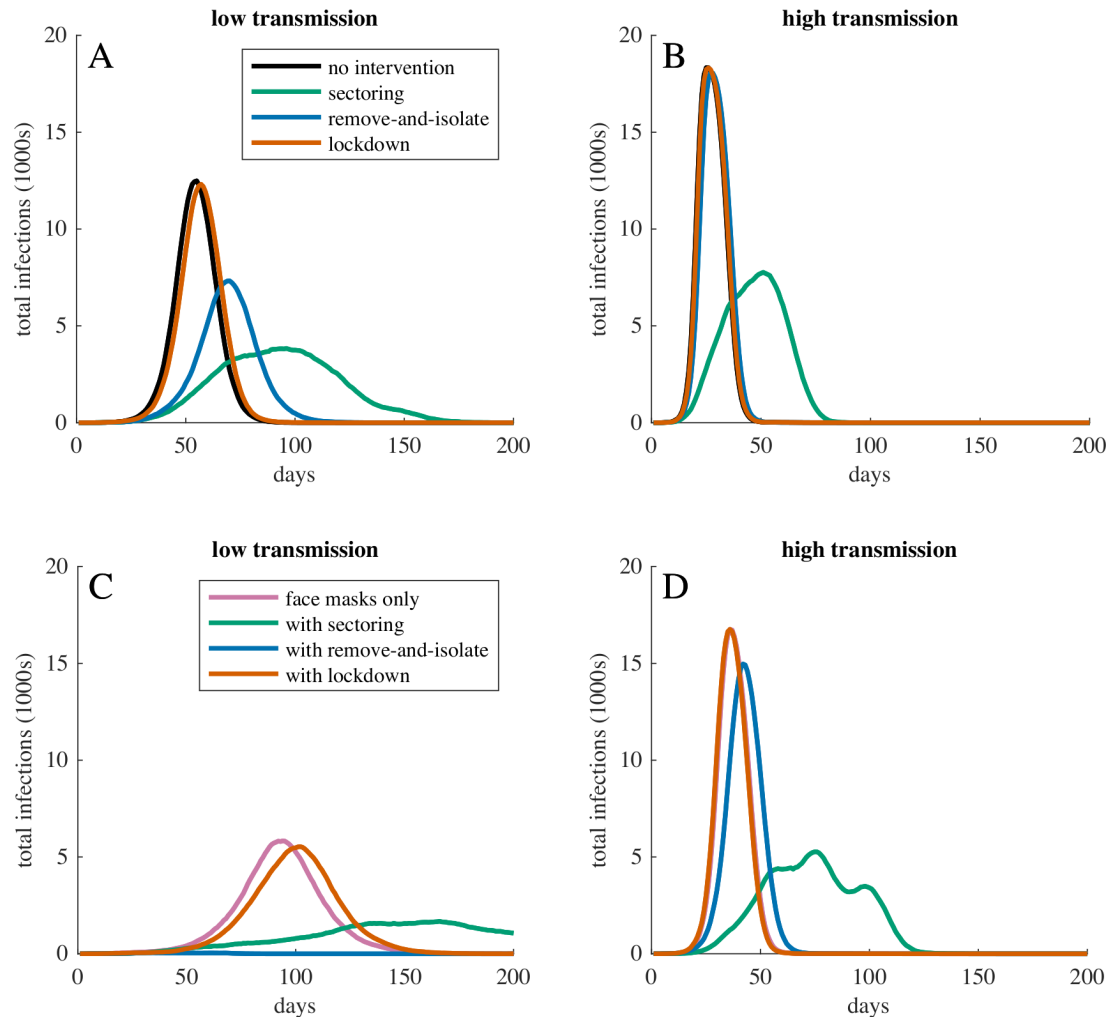 low transmission
A
total infections (1000s)
20
15
10
5
0
0 50 100 150 200
days
no intervention
sectoring
remove-and-isolate
lockdown
high transmission
B
total infections (1000s)
20
15
10
5
0
0 50 100 150 200
days
low transmission
C
total infections (1000s)
20
15
10
5
0
0 50 100 150 200
days
face masks only
with sectoring
with remove-and-isolate
with lockdown
high transmission
D
total infections (1000s)
20
15
10
5
0
0 50 100 150 200
days